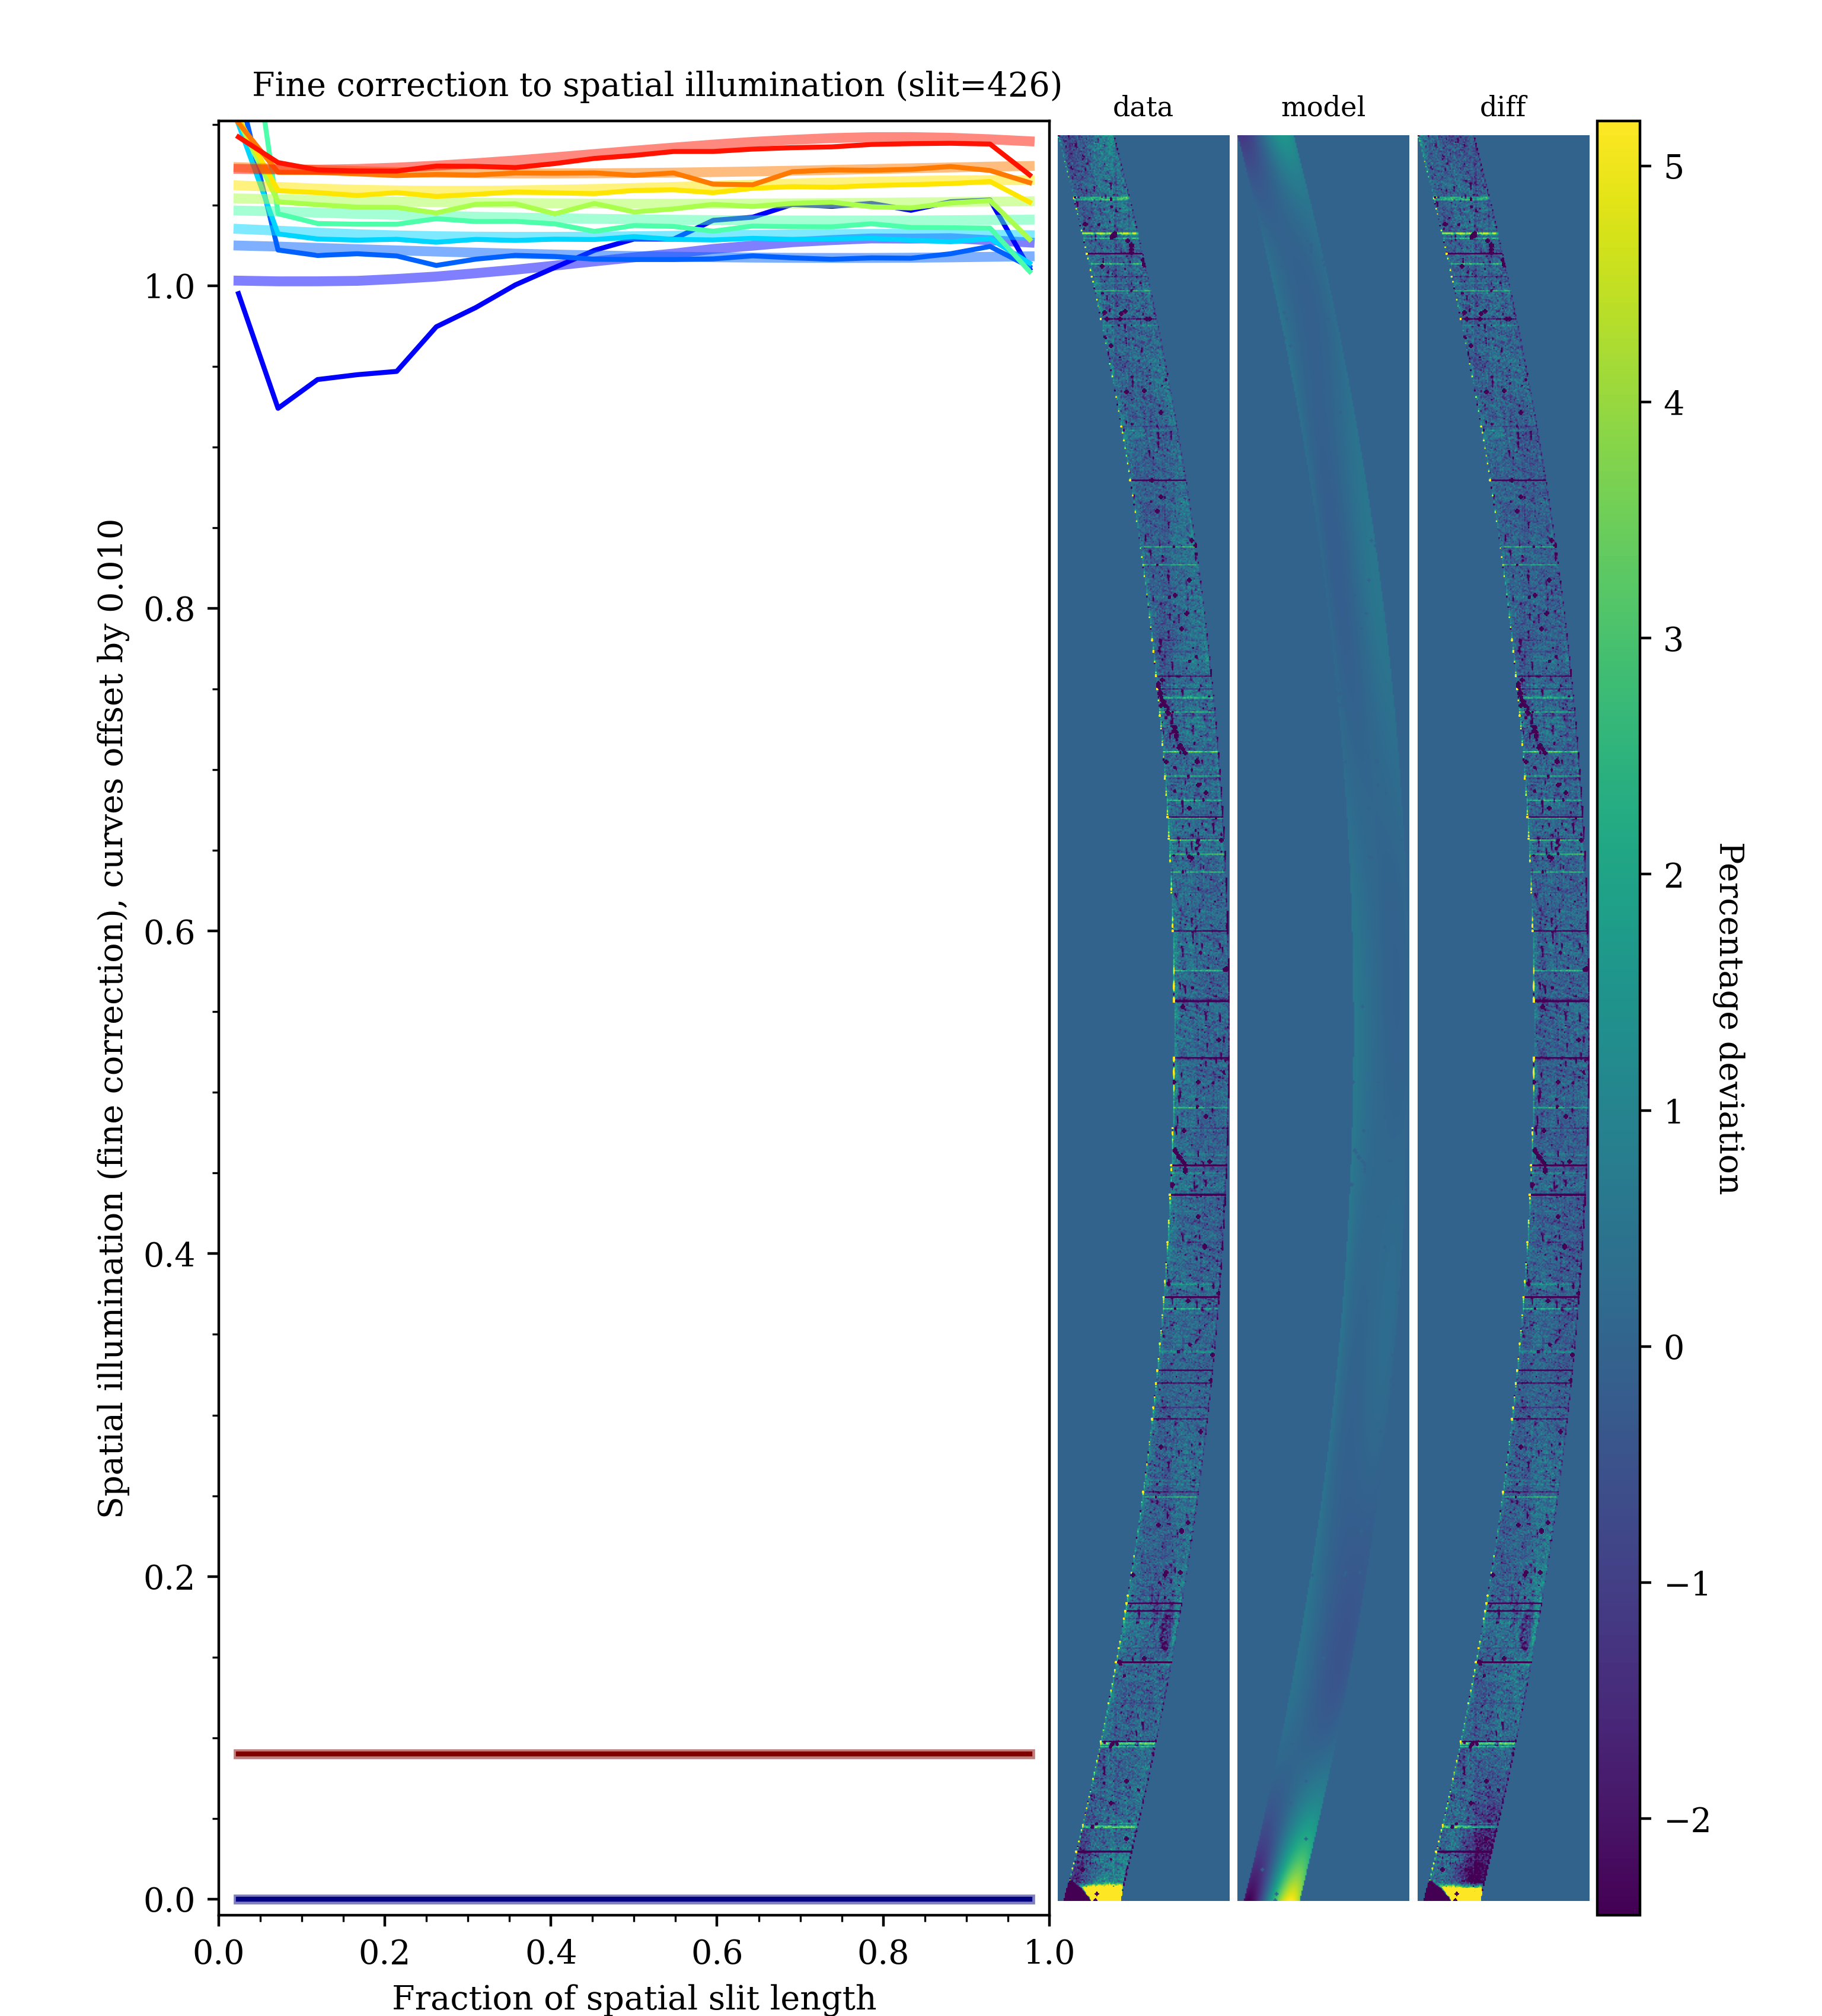 Fine correction to spatial illumination (slit=426)
data
model
diff
Spatial illumination (fine correction), curves offset by 0.010
1.0
0.8
0.6
0.4
0.2
0.0
0.0
0.2
0.4
0.6
0.8
1.0
Fraction of spatial slit length
5
4
3
2
1
0
−1
−2
Percentage deviation